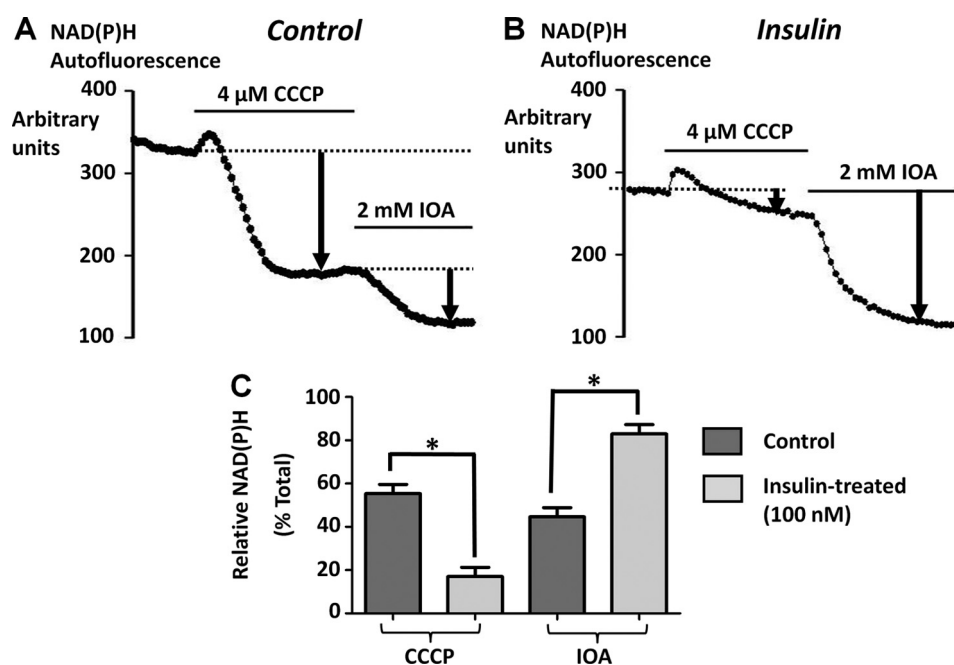 A
NAD(P)H
Autofluorescence
Control
400
4 µM CCCP
Arbitrary
units
300
2 mM IOA
200
100
B
NAD(P)H
Autofluorescence
Insulin
400
Arbitrary
units
4 µM CCCP
300
2 mM IOA
200
100
C
Relative NAD(P)H
(% Total)
100
80
60
40
20
0
*
*
CCCP
IOA
Control
Insulin-treated
(100 nM)